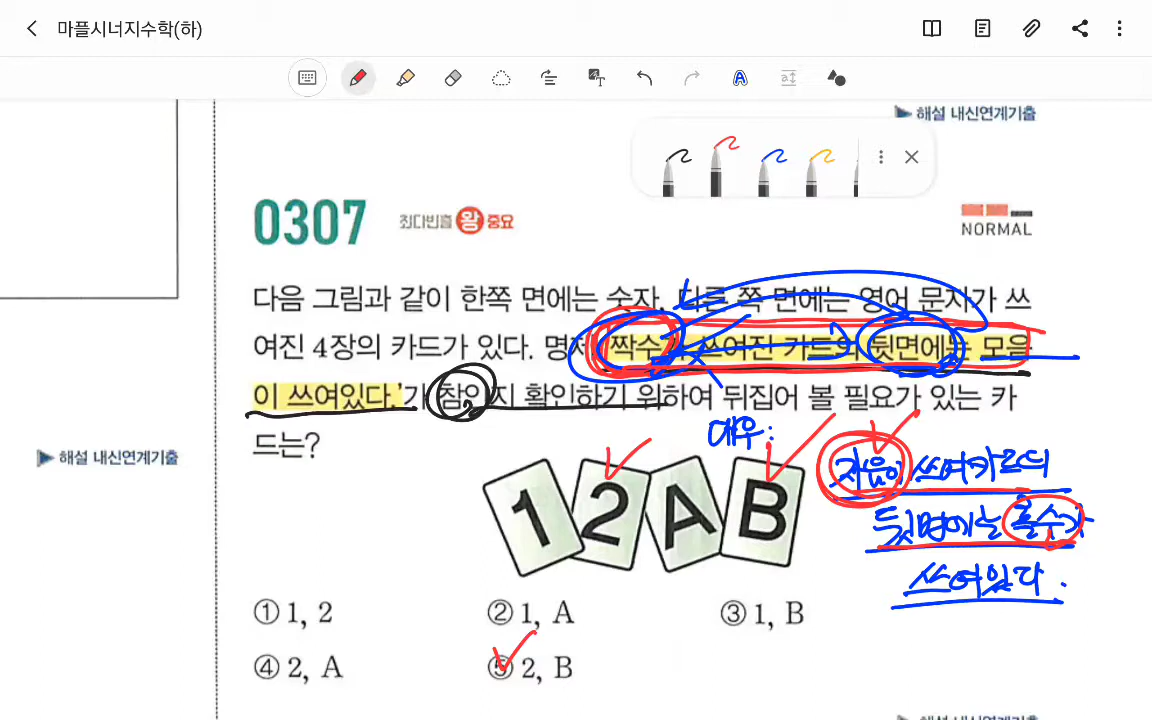 마플시너지수학(하)
▶ 해설 내신연계기출
0307 최다빈출 왕 중요
NORMAL
다음 그림과 같이 한쪽 면에는 숫자, 다른 쪽 면에는 영어 문자가 쓰
여진 4장의 카드가 있다. 명제 '짝수가 쓰여진 카드의 뒷면에는 모음
이 쓰여있다.'가 참인지 확인하기 위하여 뒤집어 볼 필요가 있는 카
드는?
▶ 해설 내신연계기출
대우:
자음이 쓰여카드의
뒷면에는 홀수가
쓰여있다.
1 2 A B
① 1, 2
② 1, A
③ 1, B
④ 2, A
⑤ 2, B